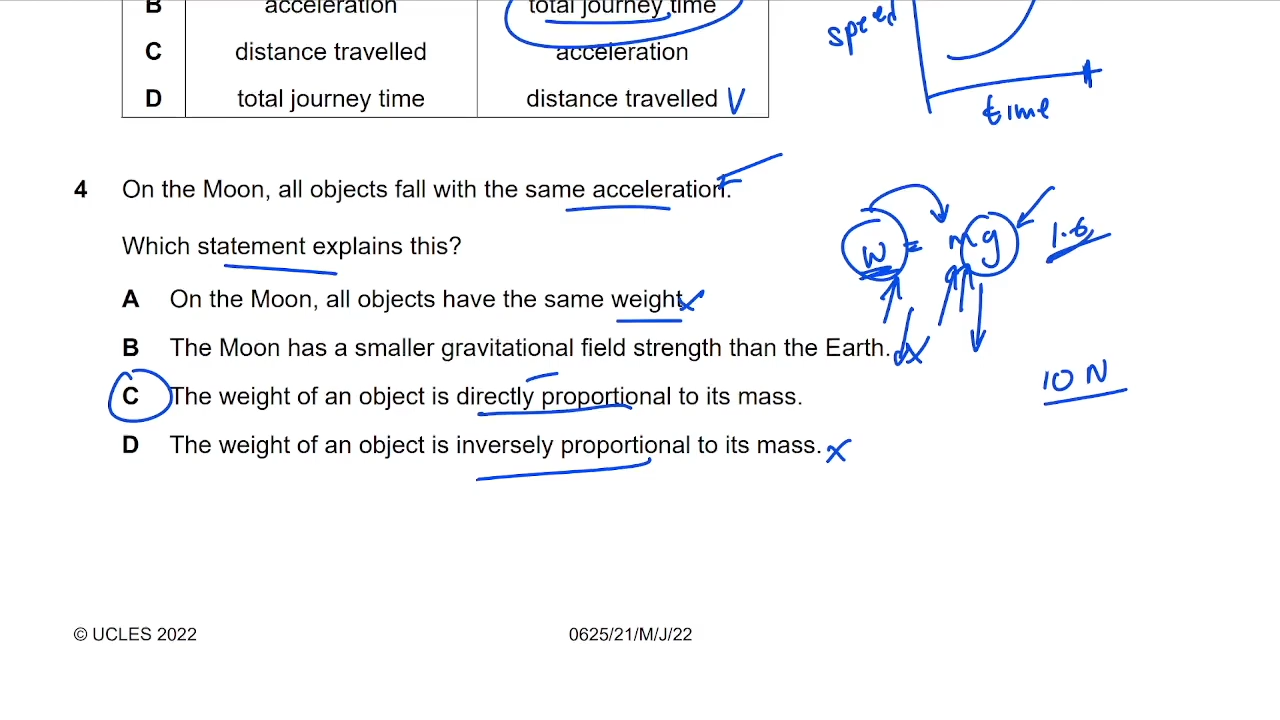 B acceleration total journey time
speed
C distance travelled acceleration
D total journey time distance travelled
time
4 On the Moon, all objects fall with the same acceleration.
Which statement explains this?
W = mg 1.6
A On the Moon, all objects have the same weight
B The Moon has a smaller gravitational field strength than the Earth.
10 N
C The weight of an object is directly proportional to its mass.
D The weight of an object is inversely proportional to its mass.
© UCLES 2022 0625/21/M/J/22